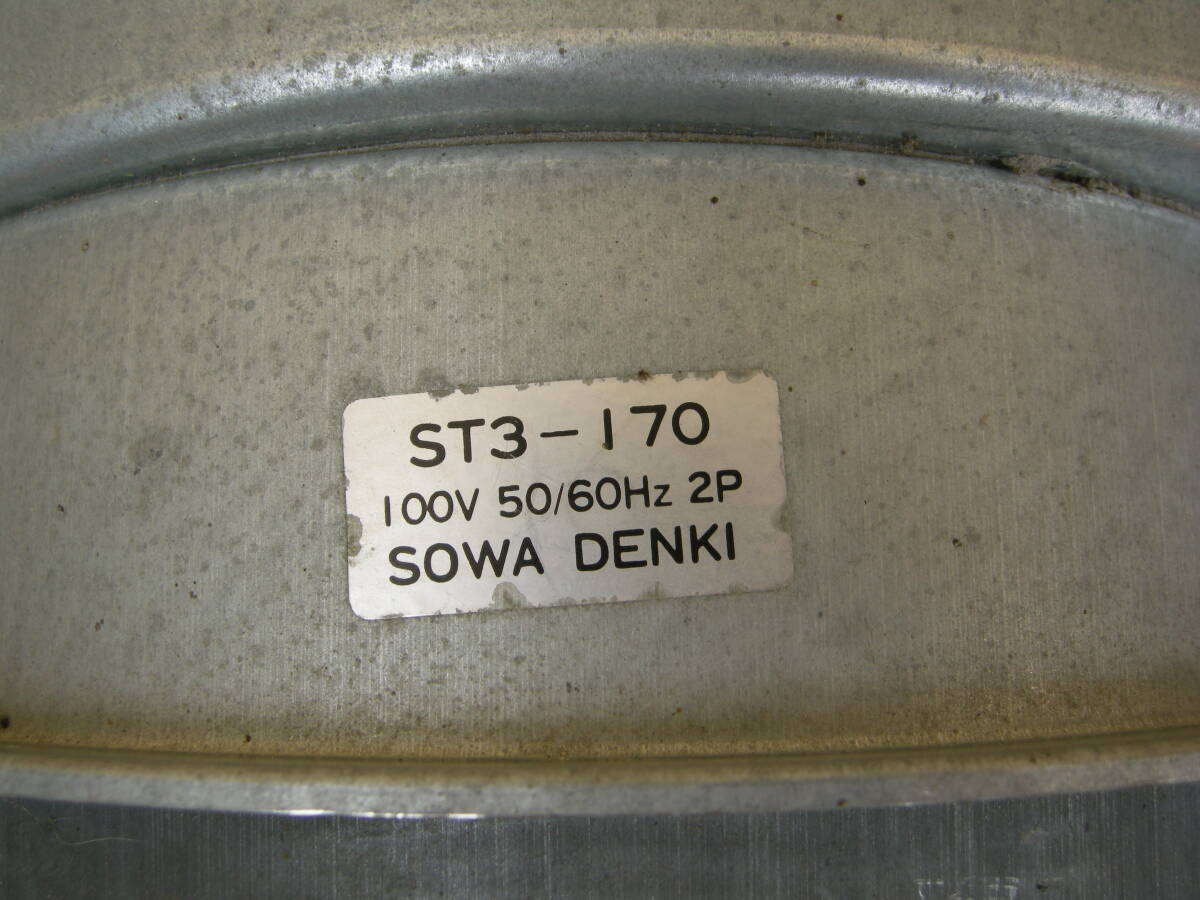 ST3-170
100V 50/60Hz 2P
SOWA DENKI